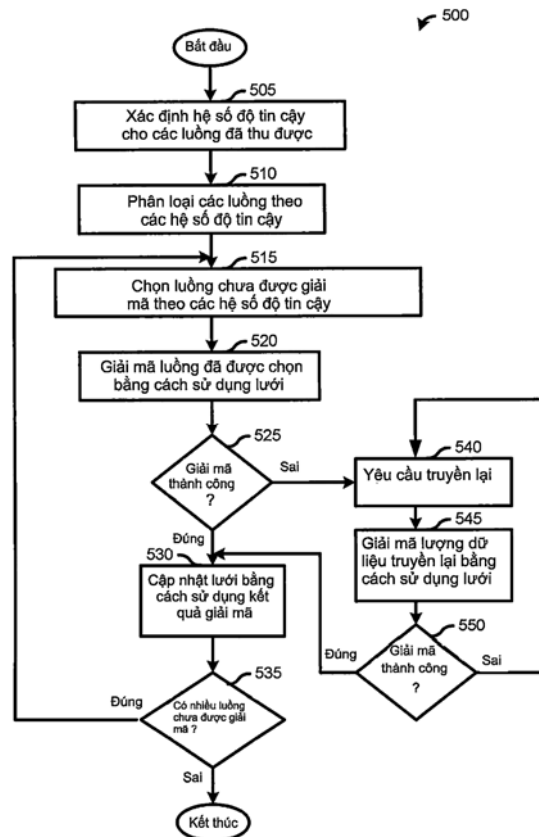 500
Bắt đầu
505
Xác định hệ số độ tin cậy
cho các luồng đã thu được
510
Phân loại các luồng theo
các hệ số độ tin cậy
515
Chọn luồng chưa được giải
mã theo các hệ số độ tin cậy
520
Giải mã luồng đã được chọn
bằng cách sử dụng lưới
525
Giải mã
thành công
?
Sai
Đúng
540
Yêu cầu truyền lại
545
Giải mã lượng dữ
liệu truyền lại bằng
cách sử dụng lưới
530
Cập nhật lưới bằng
cách sử dụng kết
quả giải mã
550
Giải mã
thành công
?
Đúng
Sai
535
Có nhiều luồng
chưa được giải
mã ?
Đúng
Sai
Kết thúc